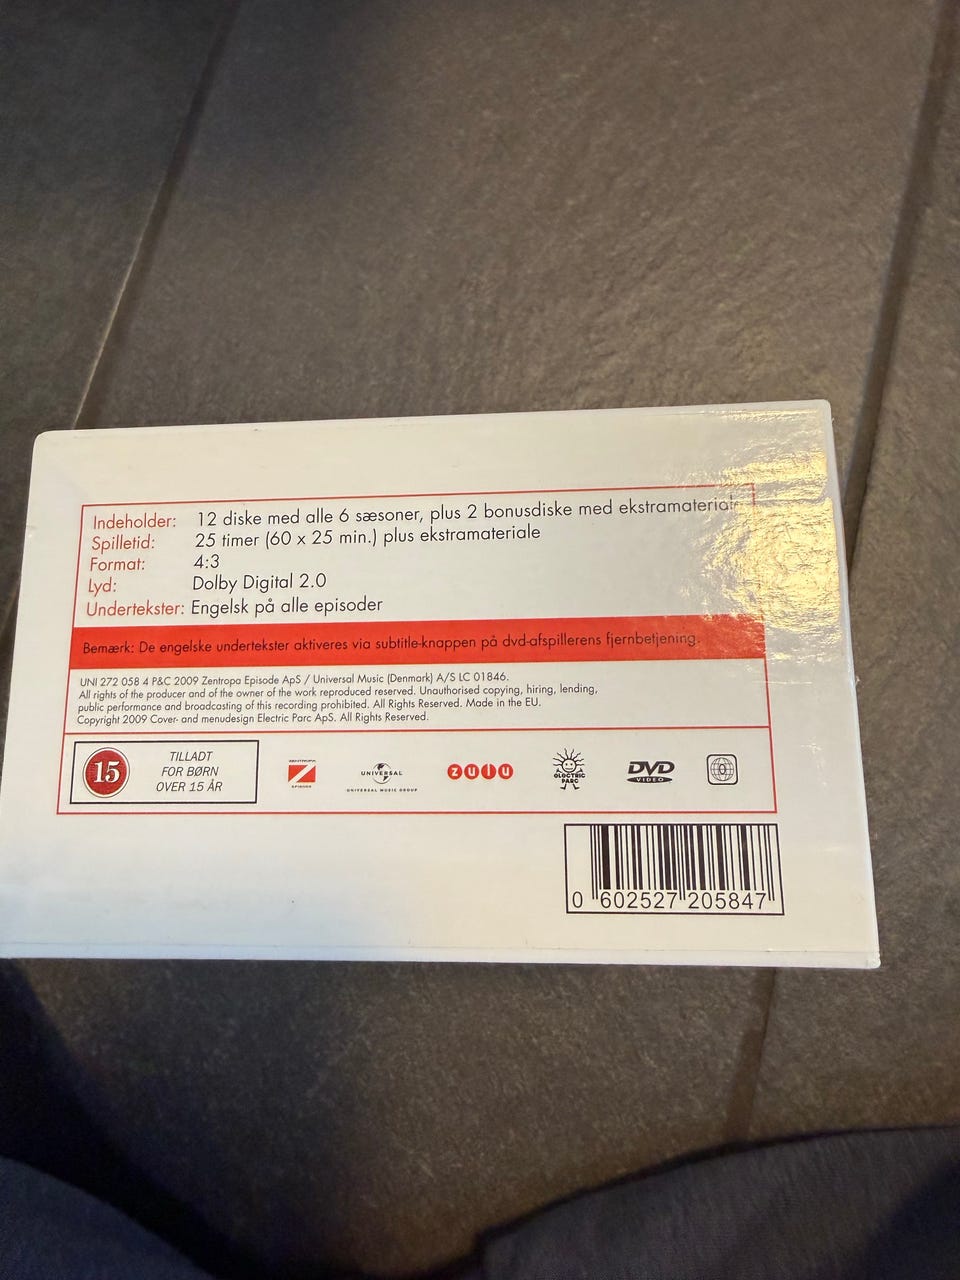 Indeholder: 12 diske med alle 6 sæsoner, plus 2 bonusdiske med ekstramateriale
Spilletid: 25 timer (60 x 25 min.) plus ekstramateriale
Format: 4:3
Lyd: Dolby Digital 2.0
Undertekster: Engelsk på alle episoder
Bemærk: De engelske undertekster aktiveres via subtitle-knappen på dvd-afspillerens fjernbetjening.
UNI 272 058 4 P&C 2009 Zentropa Episode ApS / Universal Music (Denmark) A/S LC 01846.
All rights of the producer and of the owner of the work reproduced reserved. Unauthorised copying, hiring, lending,
public performance and broadcasting of this recording prohibited. All Rights Reserved. Made in the EU.
Copyright 2009 Cover- and menudesign Electric Parc ApS. All Rights Reserved.
15
TILLADT
FOR BØRN
OVER 15 ÅR
ZENTROPA
EPISODE
UNIVERSAL
UNIVERSAL MUSIC GROUP
ZULU
ELECTRIC
PARC
DVD
VIDEO
0
0 602527 205847